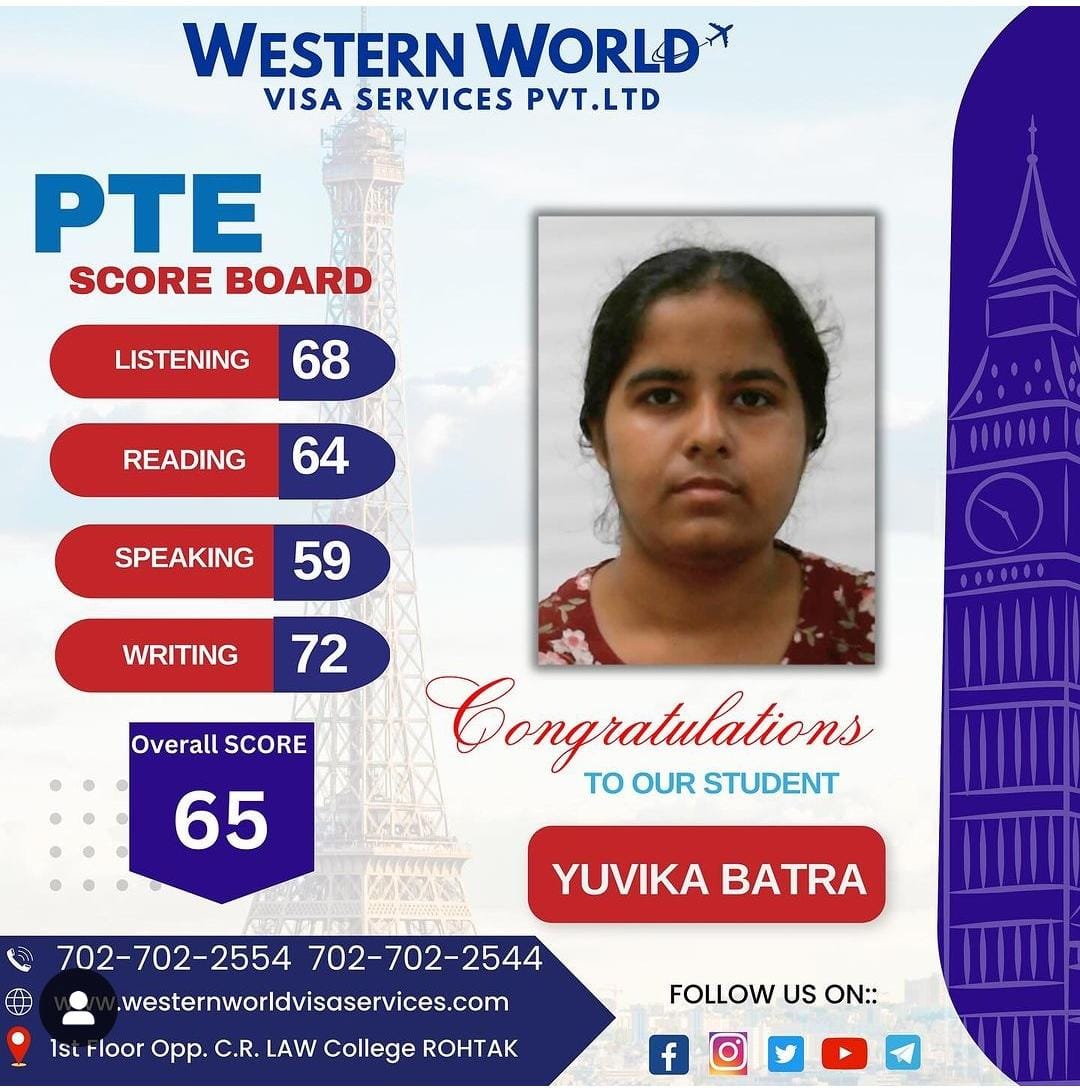 WESTERN WORLD
VISA SERVICES PVT.LTD
PTE
SCORE BOARD
LISTENING 68
READING 64
SPEAKING 59
WRITING 72
Overall SCORE
65
Congratulations
TO OUR STUDENT
YUVIKA BATRA
702-702-2554 702-702-2544
www.westernworldvisaservices.com
1st Floor Opp. C.R. LAW College ROHTAK
FOLLOW US ON::